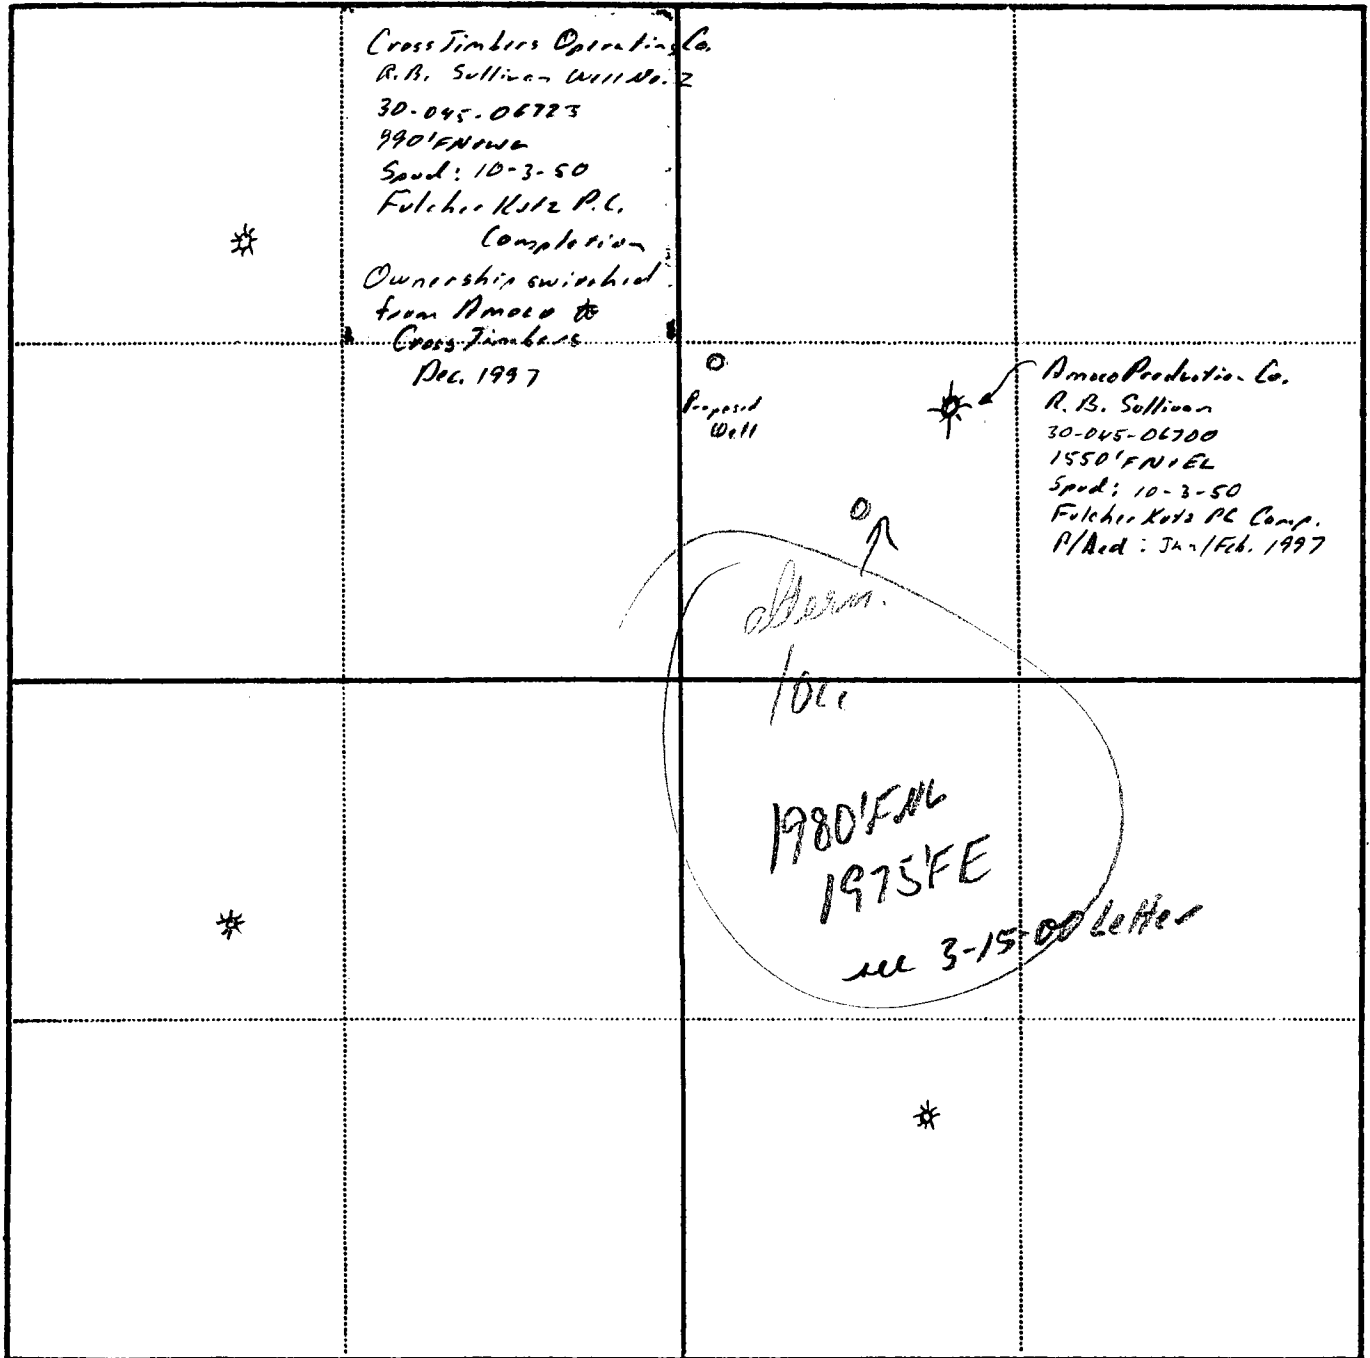 Cross Timbers Operating Co.
R.B. Sullivan Well No. 2
30-045-06723
990'FN&WL
Spud: 10-3-50
Fulcher Kutz P.C.
Completion
Ownership switched
from Amoco to
Cross Timbers
Dec. 1997
Proposed
Well
Amoco Production Co.
R. B. Sullivan
30-045-06700
1550'FN&EL
Spud: 10-3-50
Fulcher Kutz PC Comp.
P/Aed: Jan/Feb. 1997
Altern.
loc.
1980'FNL
1975'FE
see 3-15-00 letter